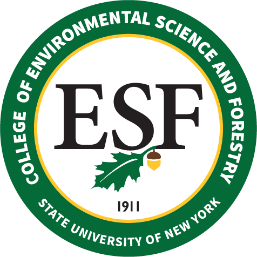 COLLEGE OF ENVIRONMENTAL SCIENCE AND FORESTRY
ESF
1911
STATE UNIVERSITY OF NEW YORK